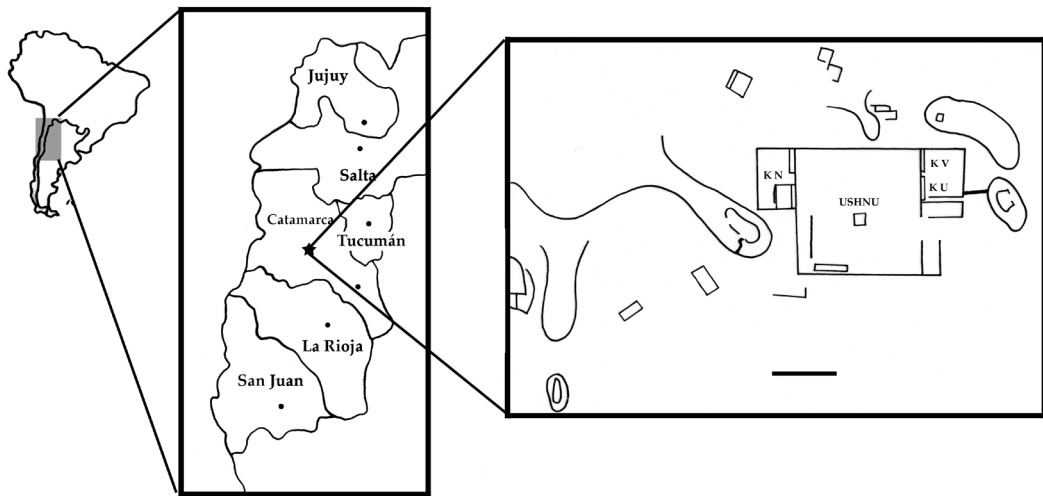 Jujuy
Salta
Catamarca
Tucumán
La Rioja
San Juan
K N
K V
K U
USHNU